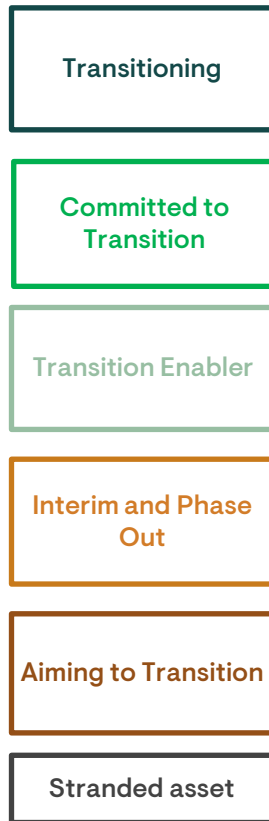 Transitioning
Committed to
Transition
Transition Enabler
Interim and Phase
Out
Aiming to Transition
Stranded asset